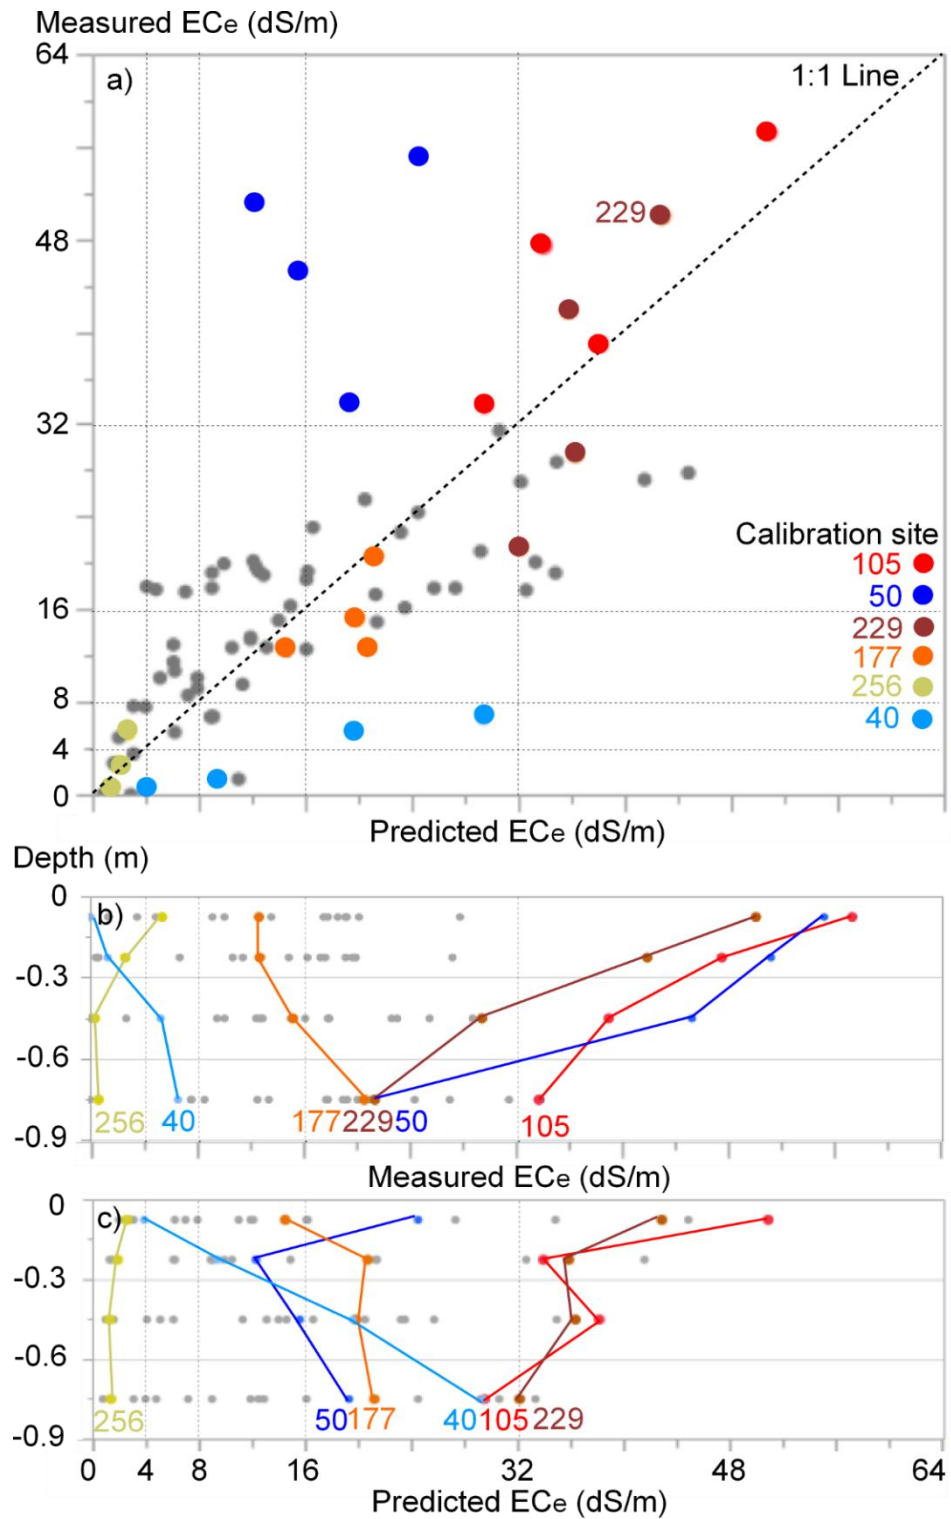 Measured ECe (dS/m)
64
a)
1:1 Line
229
48
32
Calibration site
105
50
229
16
177
256
8
40
4
0
Predicted ECe (dS/m)
Depth (m)
0
b)
-0.3
-0.6
256 40 177 229 50 105
-0.9
Measured ECe (dS/m)
0
c)
-0.3
-0.6
256 50 177 40 105 229
-0.9
0 4 8 16 32 48 64
Predicted ECe (dS/m)